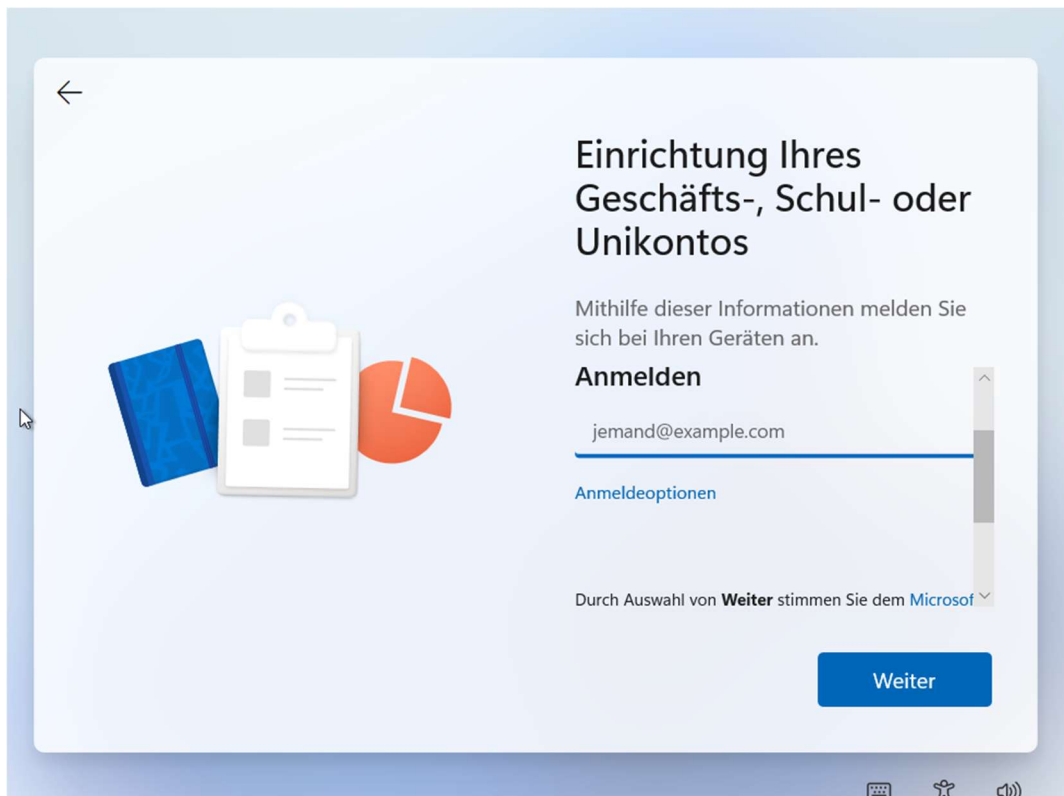 Einrichtung Ihres
Geschäfts-, Schul- oder
Unikontos
Mithilfe dieser Informationen melden Sie
sich bei Ihren Geräten an.
Anmelden
jemand@example.com
Anmeldeoptionen
Durch Auswahl von Weiter stimmen Sie dem Microsof
Weiter